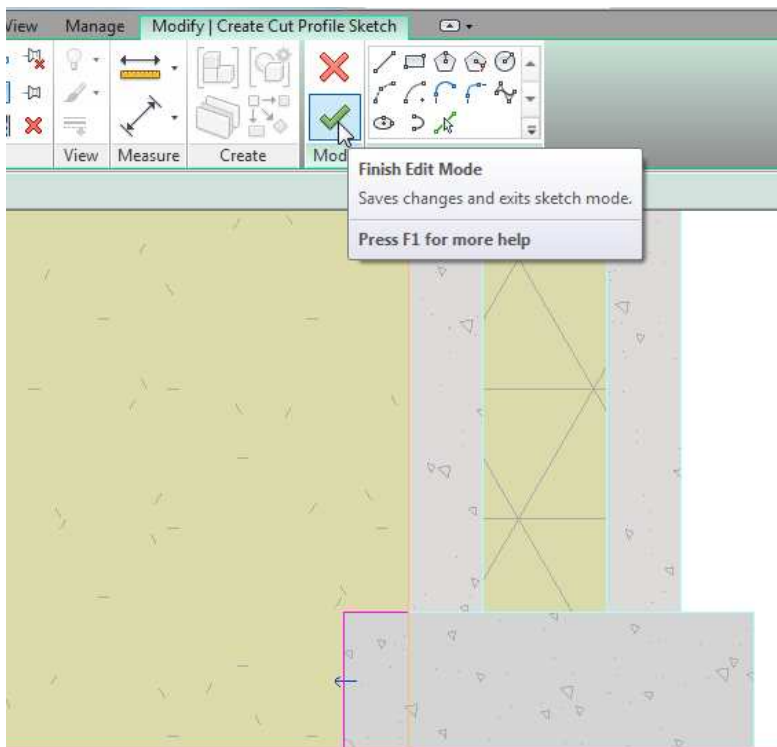 View Manage Modify | Create Cut Profile Sketch
View Measure Create
Finish Edit Mode
Saves changes and exits sketch mode.
Press F1 for more help